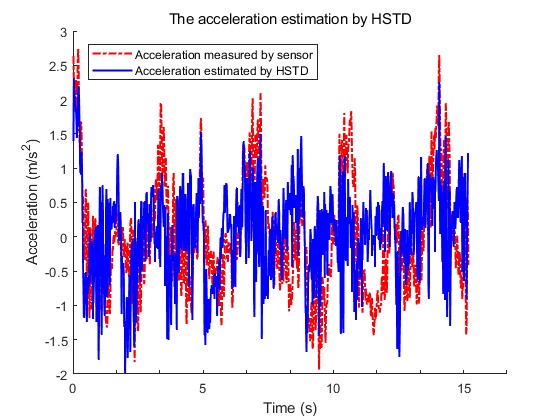 The acceleration estimation by HSTD
3
2.5
2
1.5
1
0.5
0
-0.5
-1
-1.5
-2
Acceleration (m/s²)
Acceleration measured by sensor
Acceleration estimated by HSTD
0 5 10 15
Time (s)